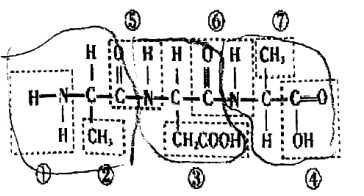 ⑤ ⑥ ⑦
H O H H O H CH₃
H—N—C—C—N—C—C—N—C—C=O
H CH₃ CH₂COOH H OH
① ② ③ ④